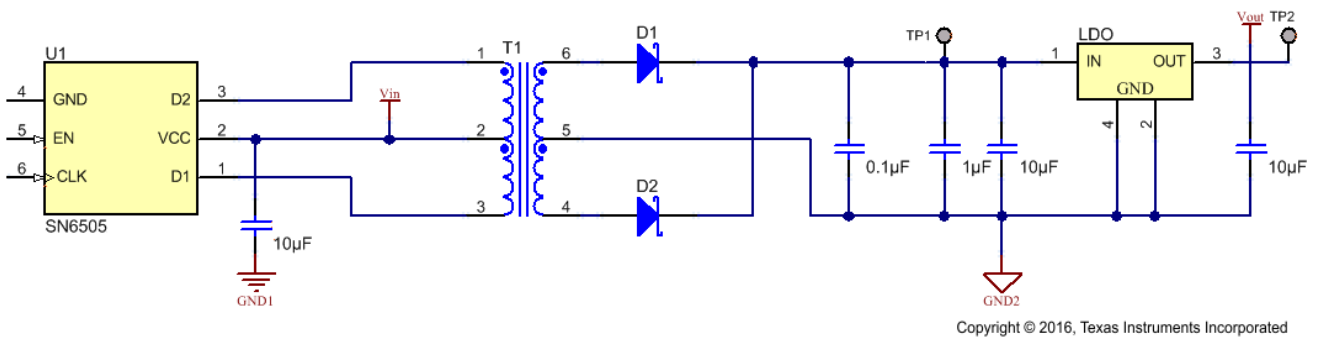 U1
4 GND
5 EN
6 CLK
D2 3
VCC 2
D1 1
SN6505
10µF
GND1
Vin
T1
1
2
3
6
5
4
D1
D2
TP1
0.1µF
1µF
10µF
GND2
LDO
1 IN
OUT 3
GND
4
2
Vout
TP2
10µF
Copyright © 2016, Texas Instruments Incorporated